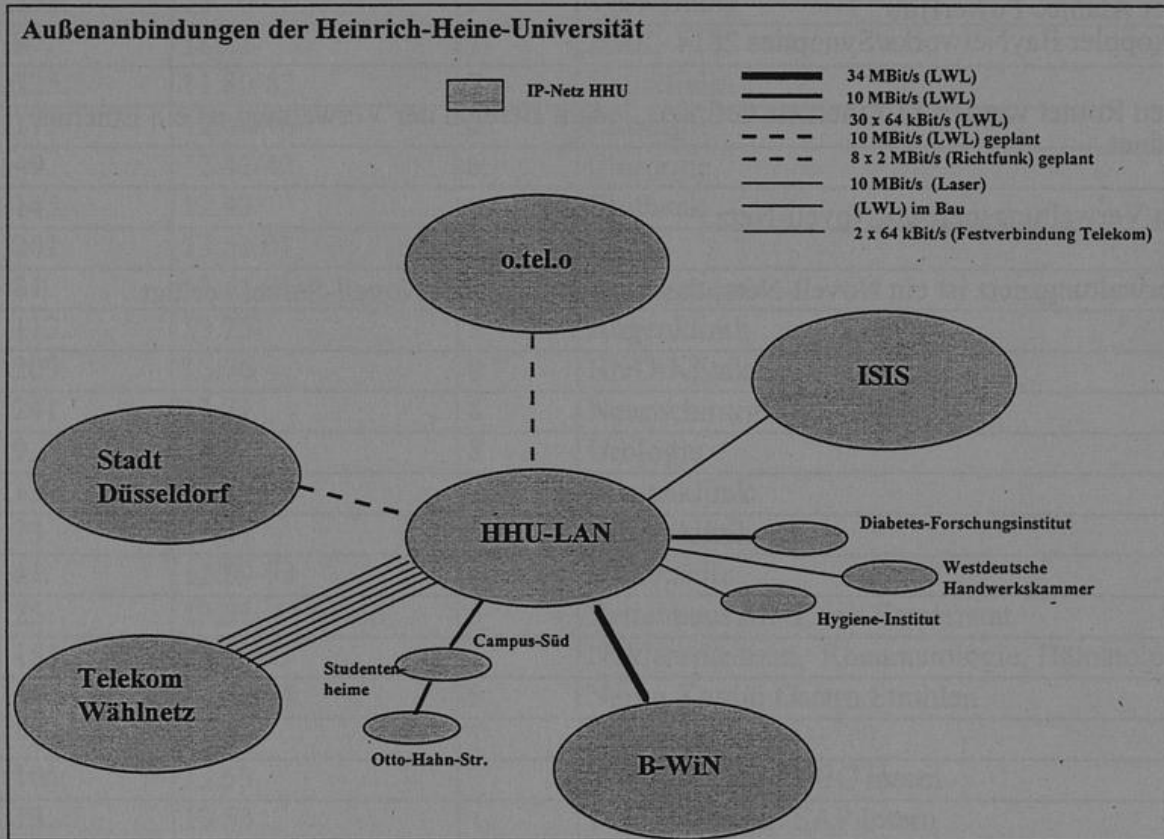 Außenanbindungen der Heinrich-Heine-Universität
IP-Netz HHU
34 MBit/s (LWL)
10 MBit/s (LWL)
30 x 64 kBit/s (LWL)
10 MBit/s (LWL) geplant
8 x 2 MBit/s (Richtfunk) geplant
10 MBit/s (Laser)
(LWL) im Bau
2 x 64 kBit/s (Festverbindung Telekom)
o.tel.o
ISIS
Stadt
Düsseldorf
HHU-LAN
Diabetes-Forschungsinstitut
Westdeutsche
Handwerkskammer
Hygiene-Institut
Campus-Süd
Studenten-
heime
Otto-Hahn-Str.
Telekom
Wählnetz
B-WiN